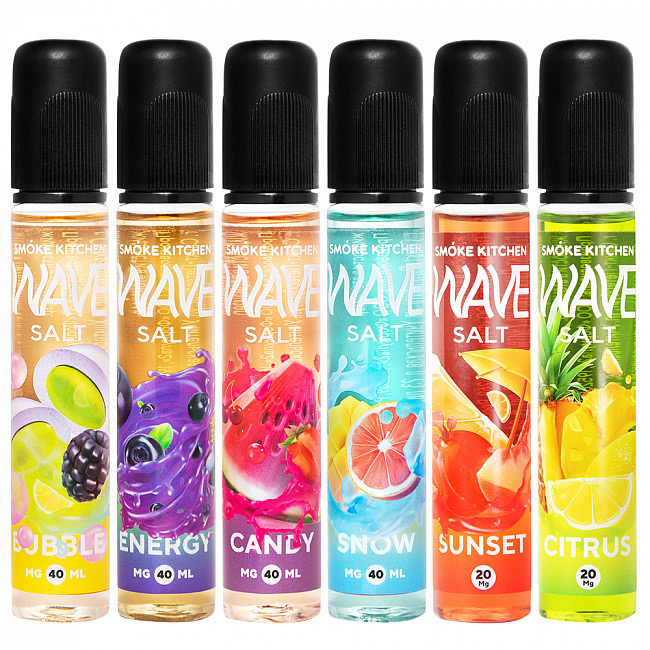 SMOKE KITCHEN
WAVE
SALT
BUBBLE
MG 40 ML
SMOKE KITCHEN
WAVE
SALT
ENERGY
MG 40 ML
SMOKE KITCHEN
WAVE
SALT
CANDY
MG 40 ML
SMOKE KITCHEN
WAVE
SALT
SNOW
MG 40 ML
SMOKE KITCHEN
WAVE
SALT
SUNSET
20
Mg
SMOKE KITCHEN
WAVE
SALT
CITRUS
20
Mg